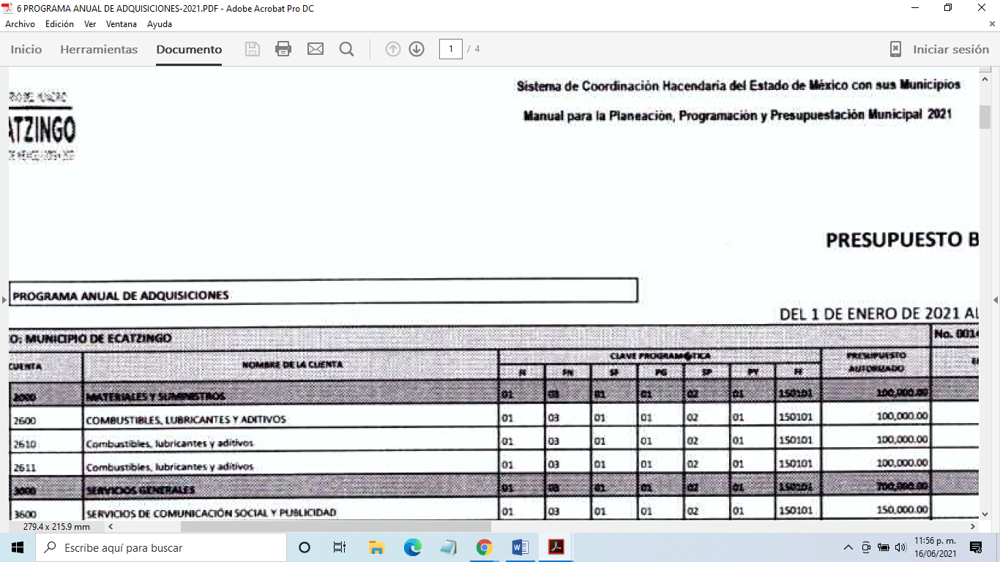 6 PROGRAMA ANUAL DE ADQUISICIONES-2021.PDF - Adobe Acrobat Pro DC
Archivo Edición Ver Ventana Ayuda
Inicio Herramientas Documento 1 / 4 Iniciar sesión
Sistema de Coordinación Hacendaria del Estado de México con sus Municipios
Manual para la Planeación, Programación y Presupuestación Municipal 2021
ATZINGO
PRESUPUESTO B
PROGRAMA ANUAL DE ADQUISICIONES
DEL 1 DE ENERO DE 2021 AL
O: MUNICIPIO DE ECATZINGO No. 0014
CUENTA NOMBRE DE LA CUENTA CLAVE PROGRAM�TICA PRESUPUESTO AUTORIZADO
FI FN SF PG SP PY FF
2000 MATERIALES Y SUMINISTROS 01 03 01 01 02 01 150101 100,000.00
2600 COMBUSTIBLES, LUBRICANTES Y ADITIVOS 01 03 01 01 02 01 150101 100,000.00
2610 Combustibles, lubricantes y aditivos 01 03 01 01 02 01 150101 100,000.00
2611 Combustibles, lubricantes y aditivos 01 03 01 01 02 01 150101 100,000.00
3000 SERVICIOS GENERALES 01 03 01 01 02 01 150101 700,000.00
3600 SERVICIOS DE COMUNICACIÓN SOCIAL Y PUBLICIDAD 01 03 01 01 02 01 150101 150,000.00
279.4 x 215.9 mm
Escribe aquí para buscar
11:56 p. m.
16/06/2021